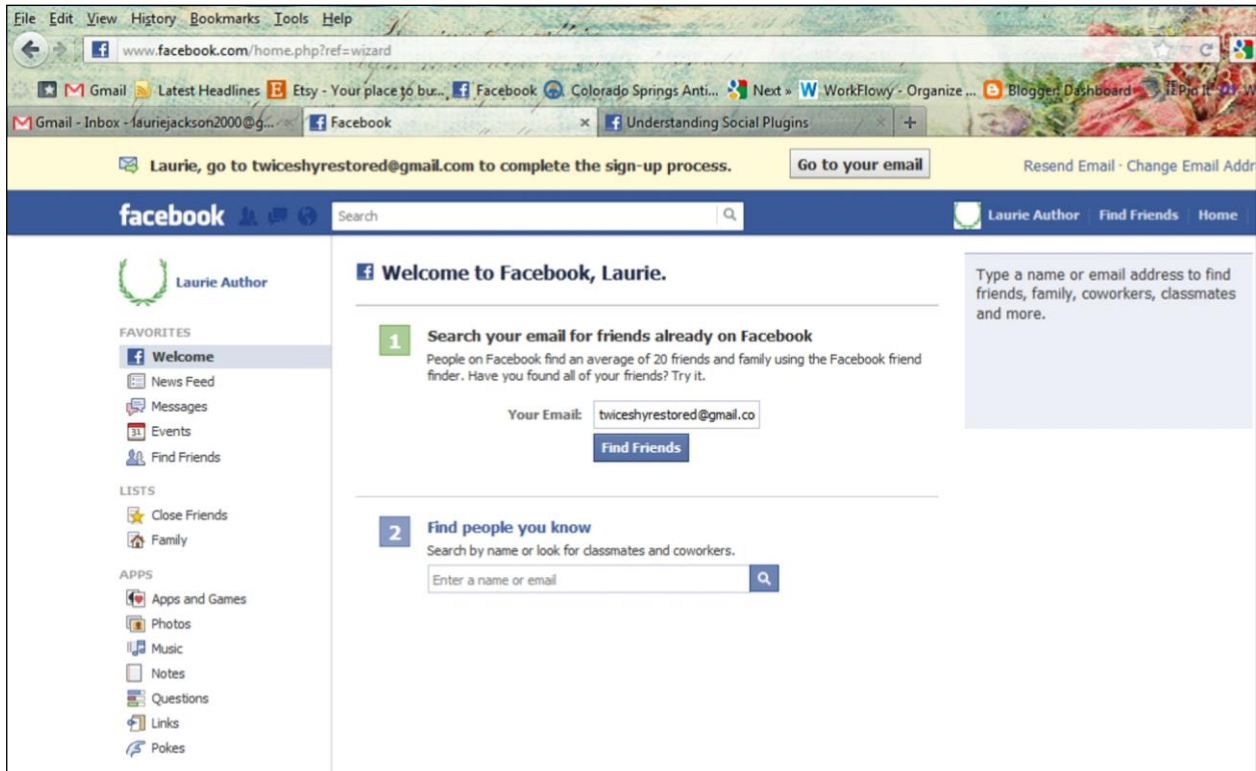 File Edit View History Bookmarks Tools Help
www.facebook.com/home.php?ref=wizard
Gmail Latest Headlines Etsy - Your place to bu... Facebook Colorado Springs Anti... Next » WorkFlowy - Organize ... Blogger Dashboard Pin It W
Gmail - Inbox - lauriejackson2000@g... Facebook × Understanding Social Plugins × +
Laurie, go to twiceshyrestored@gmail.com to complete the sign-up process. Go to your email Resend Email · Change Email Addr
facebook Search Laurie Author Find Friends Home
Laurie Author
FAVORITES
Welcome
News Feed
Messages
31 Events
Find Friends
LISTS
Close Friends
Family
APPS
Apps and Games
Photos
Music
Notes
Questions
Links
Pokes
Welcome to Facebook, Laurie.
1 Search your email for friends already on Facebook
People on Facebook find an average of 20 friends and family using the Facebook friend
finder. Have you found all of your friends? Try it.
Your Email: twiceshyrestored@gmail.co
Find Friends
2 Find people you know
Search by name or look for classmates and coworkers.
Enter a name or email
Type a name or email address to find
friends, family, coworkers, classmates
and more.